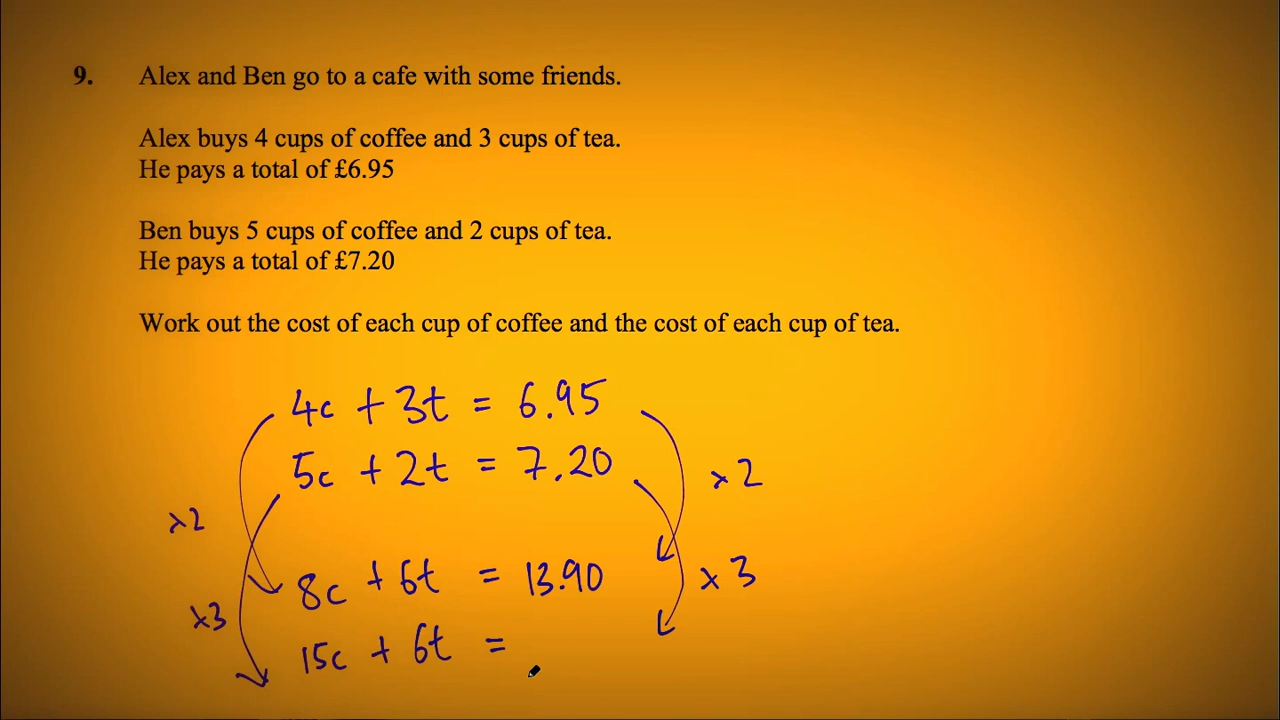 9. Alex and Ben go to a cafe with some friends.
Alex buys 4 cups of coffee and 3 cups of tea.
He pays a total of £6.95
Ben buys 5 cups of coffee and 2 cups of tea.
He pays a total of £7.20
Work out the cost of each cup of coffee and the cost of each cup of tea.
4c + 3t = 6.95
5c + 2t = 7.20
×2
×2
8c + 6t = 13.90
×3
×3
15c + 6t =